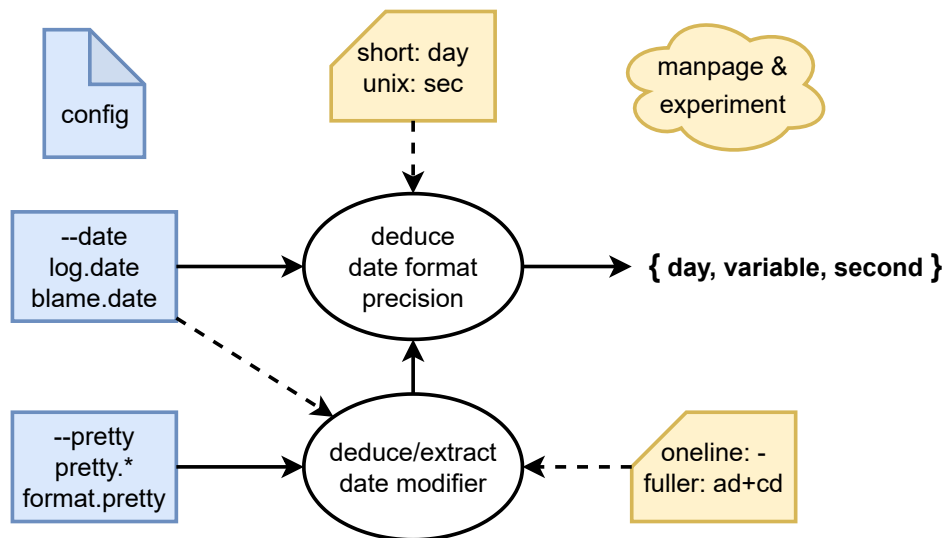 config
short: day
unix: sec
manpage &
experiment
--date
log.date
blame.date
deduce
date format
precision
{ day, variable, second }
--pretty
pretty.*
format.pretty
deduce/extract
date modifier
oneline: -
fuller: ad+cd